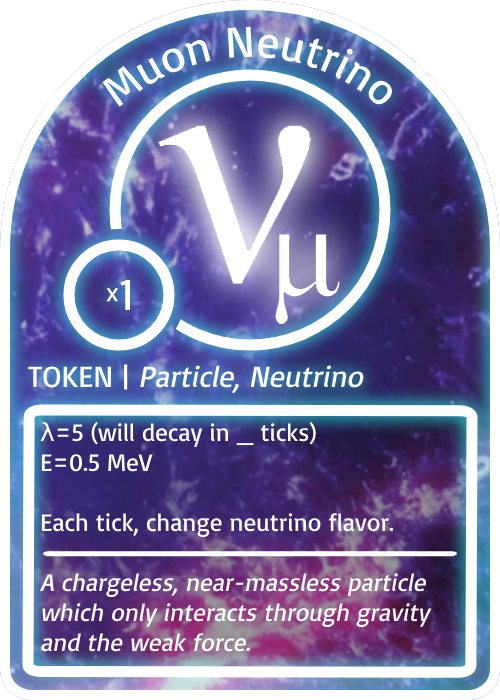 Muon Neutrino
νμ
x1
TOKEN | Particle, Neutrino
λ=5 (will decay in _ ticks)
E=0.5 MeV
Each tick, change neutrino flavor.
A chargeless, near-massless particle
which only interacts through gravity
and the weak force.